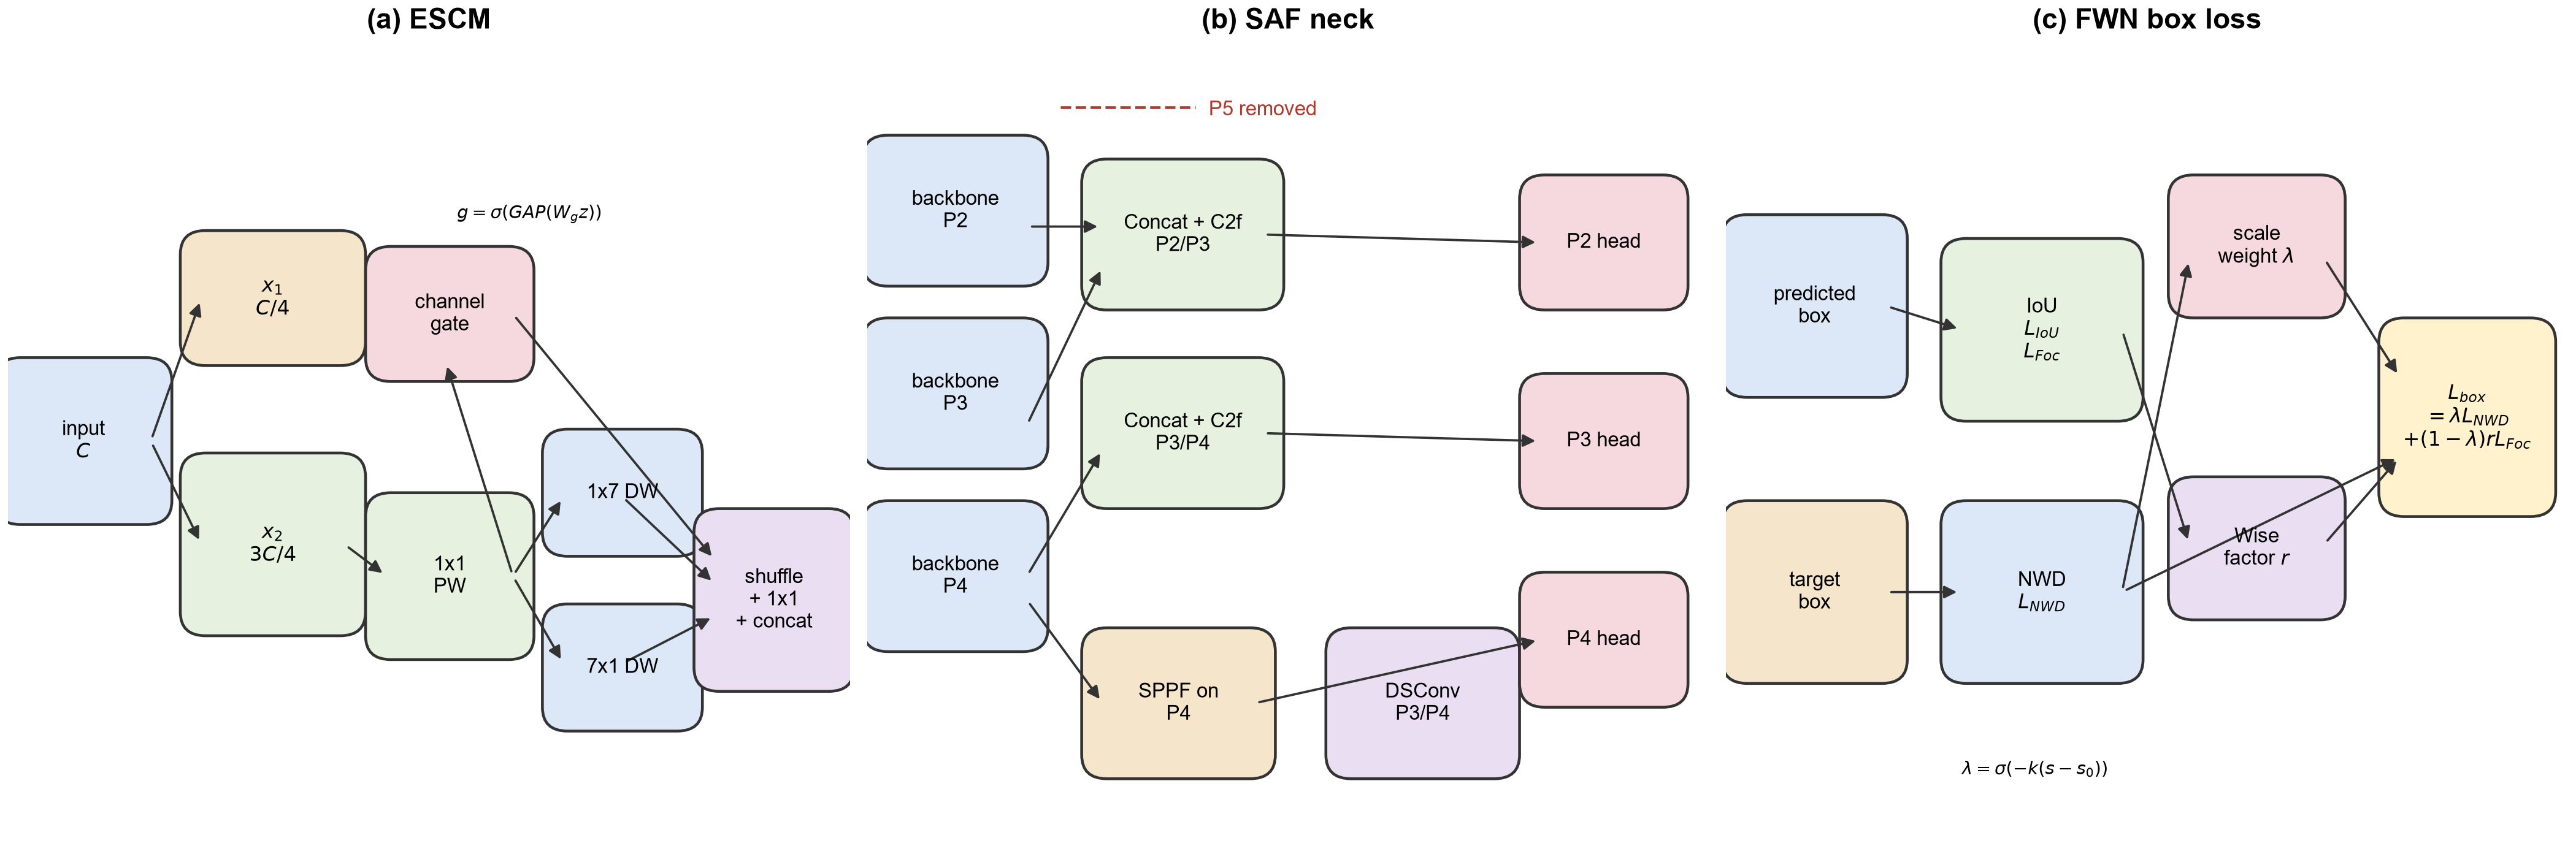 (a) ESCM
g = σ(GAP(W_g z))
x₁
C/4
channel
gate
input
C
x₂
3C/4
1x1
PW
1x7 DW
7x1 DW
shuffle
+ 1x1
+ concat
(b) SAF neck
P5 removed
backbone
P2
Concat + C2f
P2/P3
P2 head
backbone
P3
Concat + C2f
P3/P4
P3 head
backbone
P4
SPPF on
P4
DSConv
P3/P4
P4 head
(c) FWN box loss
predicted
box
IoU
L_IoU
L_Foc
scale
weight λ
target
box
NWD
L_NWD
Wise
factor r
L_box
= λL_NWD
+(1 − λ)rL_Foc
λ = σ(−k(s − s₀))